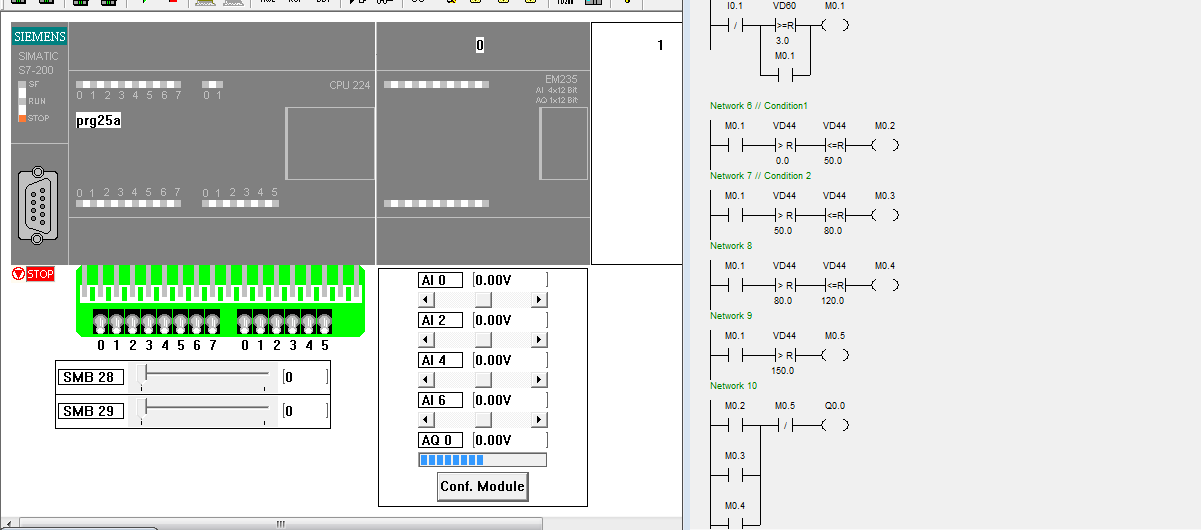 SIEMENS
SIMATIC
S7-200
SF
RUN
STOP
0 1 2 3 4 5 6 7
0 1
CPU 224
prg25a
0 1 2 3 4 5 6 7
0 1 2 3 4 5
0
EM235
AI 4x12 Bit
AQ 1x12 Bit
1
STOP
0 1 2 3 4 5 6 7
0 1 2 3 4 5
SMB 28 [0 ]
SMB 29 [0 ]
AI 0 [0.00V ]
AI 2 [0.00V ]
AI 4 [0.00V ]
AI 6 [0.00V ]
AQ 0 [0.00V ]
Conf. Module
I0.1 VD60 M0.1
/ >=R
3.0
M0.1
Network 6 // Condition1
M0.1 VD44 VD44 M0.2
> R <=R
0.0 50.0
Network 7 // Condition 2
M0.1 VD44 VD44 M0.3
> R <=R
50.0 80.0
Network 8
M0.1 VD44 VD44 M0.4
> R <=R
80.0 120.0
Network 9
M0.1 VD44 M0.5
> R
150.0
Network 10
M0.2 M0.5 Q0.0
/
M0.3
M0.4